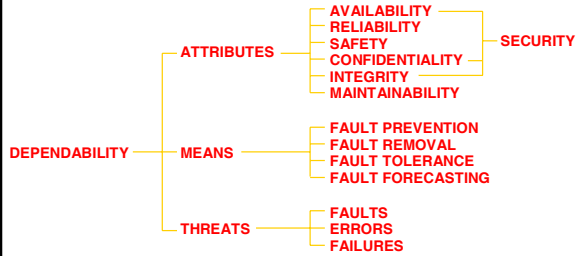 AVAILABILITY
RELIABILITY
SAFETY
CONFIDENTIALITY
INTEGRITY
MAINTAINABILITY
SECURITY
ATTRIBUTES
DEPENDABILITY
MEANS
FAULT PREVENTION
FAULT REMOVAL
FAULT TOLERANCE
FAULT FORECASTING
THREATS
FAULTS
ERRORS
FAILURES